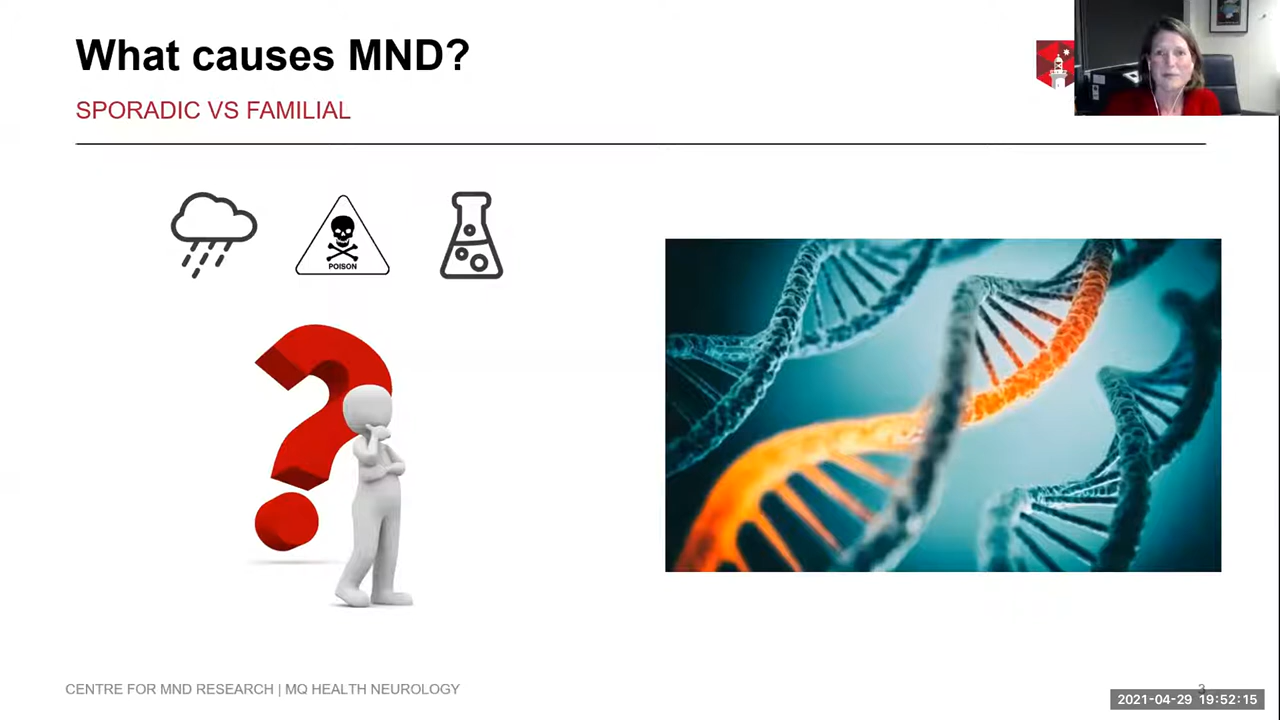 What causes MND?
SPORADIC VS FAMILIAL
POISON
CENTRE FOR MND RESEARCH | MQ HEALTH NEUROLOGY
3
2021-04-29 19:52:15